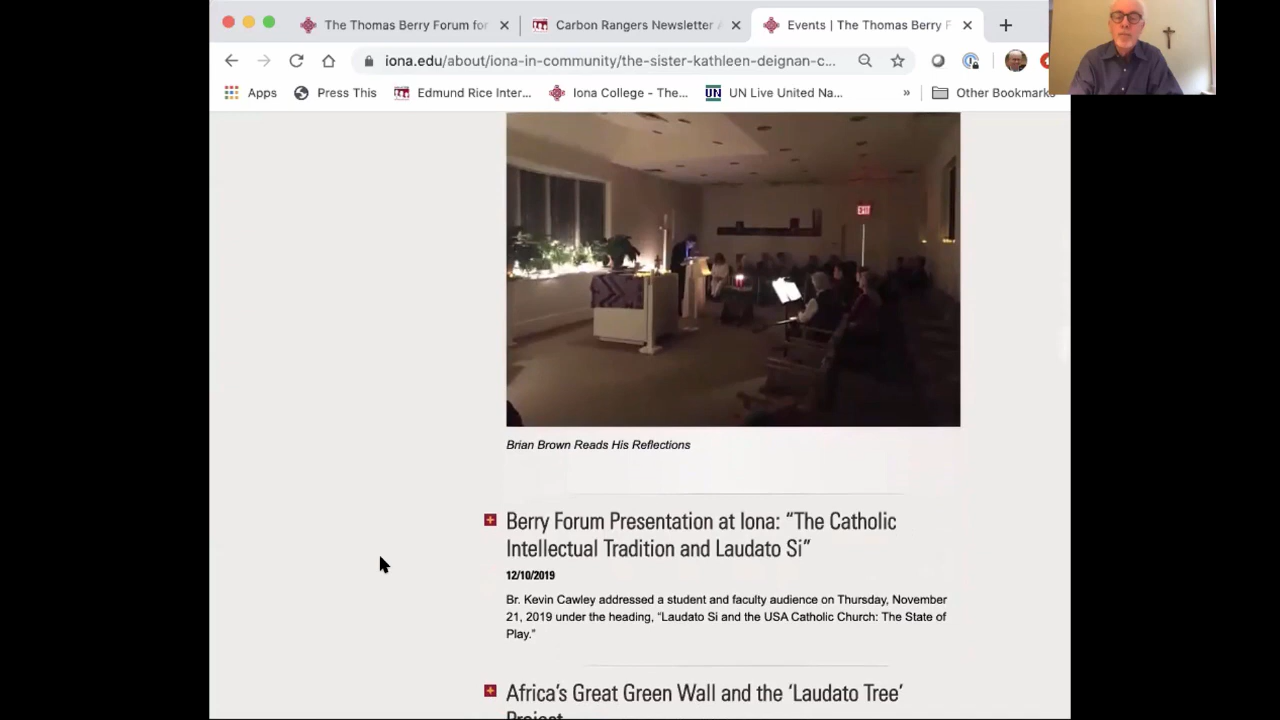 The Thomas Berry Forum for
Carbon Rangers Newsletter
Events | The Thomas Berry F
iona.edu/about/iona-in-community/the-sister-kathleen-deignan-c...
Apps
Press This
Edmund Rice Inter...
Iona College - The...
UN
UN Live United Na...
»
Other Bookmarks
Brian Brown Reads His Reflections
Berry Forum Presentation at Iona: “The Catholic
Intellectual Tradition and Laudato Si”
12/10/2019
Br. Kevin Cawley addressed a student and faculty audience on Thursday, November
21, 2019 under the heading, “Laudato Si and the USA Catholic Church: The State of
Play.”
Africa’s Great Green Wall and the ‘Laudato Tree’
Project